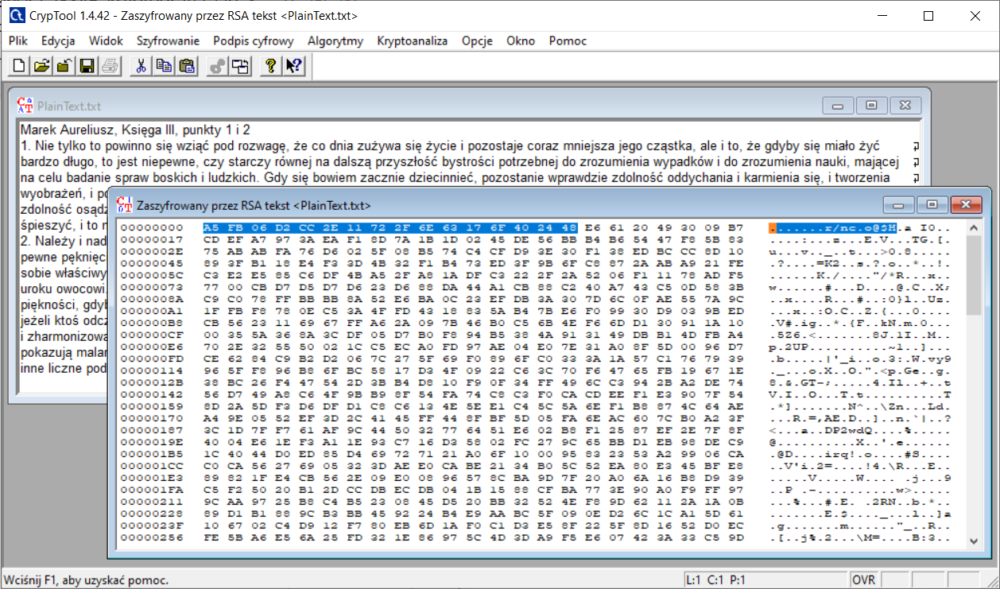 CrypTool 1.4.42 - Zaszyfrowany przez RSA tekst <PlainText.txt>
Plik Edycja Widok Szyfrowanie Podpis cyfrowy Algorytmy Kryptoanaliza Opcje Okno Pomoc
PlainText.txt
Marek Aureliusz, Księga III, punkty 1 i 2
1. Nie tylko to powinno się wziąć pod rozwagę, że co dnia zużywa się życie i pozostaje coraz mniejsza jego cząstka, ale i to, że gdyby się miało żyć
bardzo długo, to jest niepewne, czy starczy równej na dalszą przyszłość bystrości potrzebnej do zrozumienia wypadków i do zrozumienia nauki, mającej
na celu badanie spraw boskich i ludzkich. Gdy się bowiem zacznie dziecinnieć, pozostanie wprawdzie zdolność oddychania i karmienia się, i tworzenia
wyobrażeń, i po
zdolność osądz
śpieszyć, i to n
2. Należy i nad
pewne pęknięci
sobie właściwy
uroku owocowi.
piękności, gdyb
jeżeli ktoś odcz
i zharmonizowa
pokazują malar
inne liczne pod
Zaszyfrowany przez RSA tekst <PlainText.txt>
00000000 A5 FB 06 D2 CC 2E 11 72 2F 6E 63 17 6F 40 24 48 E6 61 20 49 30 09 B7 .......r/nc.o@$H.a I0..
00000017 CD EF A7 97 3A EA F1 8D 7A 1B 1D 02 45 DE 56 BB B4 B6 54 47 F5 8B 83 ....:...z...E.V...TG...
0000002E 75 AB AB FA 76 D6 02 5F 08 B5 74 C4 CF D9 3E 30 F1 38 ED BC CC 8D 10 u...v.._..t...>0.8.....
00000045 89 3F B1 18 E4 F3 3D 4B 32 F1 B4 73 ED 3F 9B 6F C8 87 2A AB A9 21 FE .?....=K2..s.?.o..*..!.
0000005C C3 E2 E5 85 C6 DF 4B A5 2F A8 1A DF C3 22 2F 2A 52 06 F1 11 78 AD F5 ......K./...."/*R...x..
00000073 77 00 CB D7 D5 D7 D6 23 D6 88 DA 44 A1 CB 88 C2 40 A7 43 C5 0D 58 3B w......#...D....@.C..X;
0000008A C9 C0 78 FF BB BB 8A 52 E6 BA 0C 23 EF DB 3A 30 7D 6C 0F AE 55 7A 9C ..x....R...#..:0}l..Uz.
000000A1 1F FB F8 78 0E C5 3A 4F FD 43 18 83 5A B4 7B E6 F0 99 30 D9 03 9B ED ...x..:O.C..Z.{...0....
000000B8 CB 56 23 11 69 67 FF A6 2A 09 7B 46 B0 C5 6B 4E F6 6D D1 30 91 1A 10 .V#.ig..*.{F..kN.m.0...
000000CF 00 35 5A 36 8A 3C DF 05 D7 B0 F8 94 B5 38 4A 91 31 49 DB B1 4D FB A4 .5Z6.<.......8J.1I..M..
000000E6 70 2E 32 55 50 02 1C C5 EC A0 FD 97 AE 04 E0 7E 31 A0 8F 5D 00 96 D7 p.2UP..........~1..]...
000000FD CE 62 84 C9 B2 D2 06 7C 27 5F 69 F0 89 6F C0 33 3A 1A 57 C1 76 79 39 .b.....|'_i..o.3:.W.vy9
00000114 96 5F F8 96 B8 6F BC 58 17 D3 4F 09 22 C6 3C 70 F6 47 65 FB 19 67 1E ._...o.X..O.".<p.Ge..g.
0000012B 38 BC 26 F4 47 54 2D 3B B4 D8 10 F9 0F 34 FF 49 6C C3 94 2B A2 DE 74 8.&.GT-;.....4.Il..+..t
00000142 56 D7 49 A8 C6 4F 9B B9 8F 54 FA 74 C8 C3 F0 CA CD EE F1 E3 90 7F 54 V.I..O...T.t..........T
00000159 8D 2A 5D F3 D6 DF D1 C8 C6 13 4E 5E E1 C4 5C 5A 6E F1 B8 87 4C 64 AE .*].......N^..\Zn...Ld.
00000170 A4 9E 05 52 EF 3D 2C 41 45 FF 44 8F BF 5D 05 FA 6E AC 60 7C B0 A2 3F ...R.=,AE.D..]..n.`|..?
00000187 3C 1D 7F F7 61 AF 9C 44 50 32 77 64 51 E6 02 B8 F1 25 87 EF 2E 7F 8F <...a..DP2wdQ....%.....
0000019E 40 04 E6 1E F3 A1 1E 93 C7 16 D3 58 02 FC 27 9C 65 BB D1 EB 98 DE C9 @..........X..'.e......
000001B5 1C 40 44 D0 ED 85 D4 69 72 71 21 A0 6F 10 00 95 83 23 53 A2 99 06 CA .@D....irq!.o....#S....
000001CC C0 CA 56 27 69 05 32 3D AE E0 CA BE 21 34 B0 5C 52 EA 80 E3 45 BF E8 ..V'i.2=....!4.\R...E..
000001E3 89 82 1F E4 CB 56 2E 09 E0 08 96 57 8C BA 9D 7F 20 A0 6A 16 B8 D9 39 .....V.....W.... .j...9
000001FA C5 F2 50 20 B1 2D CC DB EC DB 04 1B 15 88 CF BA 77 3E 90 A0 F9 FF 97 ..P .-..........w>.....
00000211 9C AA 97 25 B8 C4 B5 23 08 45 D5 20 BB 32 52 4E F8 9D 62 11 2A 1A 0B ...%...#.E. .2RN..b.*..
00000228 89 D1 B1 88 9C B3 BB 45 92 24 B4 E9 AA BC 5F 09 0E D2 6C 1C A1 5D 61 .......E.$...._...l..]a
0000023F 10 67 02 C4 D9 12 F7 80 EB 6D 1A F0 C1 D3 E5 8F 22 5F 8D 16 52 D0 EC .g.......m......"_..R..
00000256 FE 5B A6 E5 6A 25 FD 32 1E 86 97 5C 4D 3D A9 F5 E6 07 42 3A 33 C5 9D .[..j%.2...\M=....B:3..
Wciśnij F1, aby uzyskać pomoc.
L:1 C:1 P:1
OVR